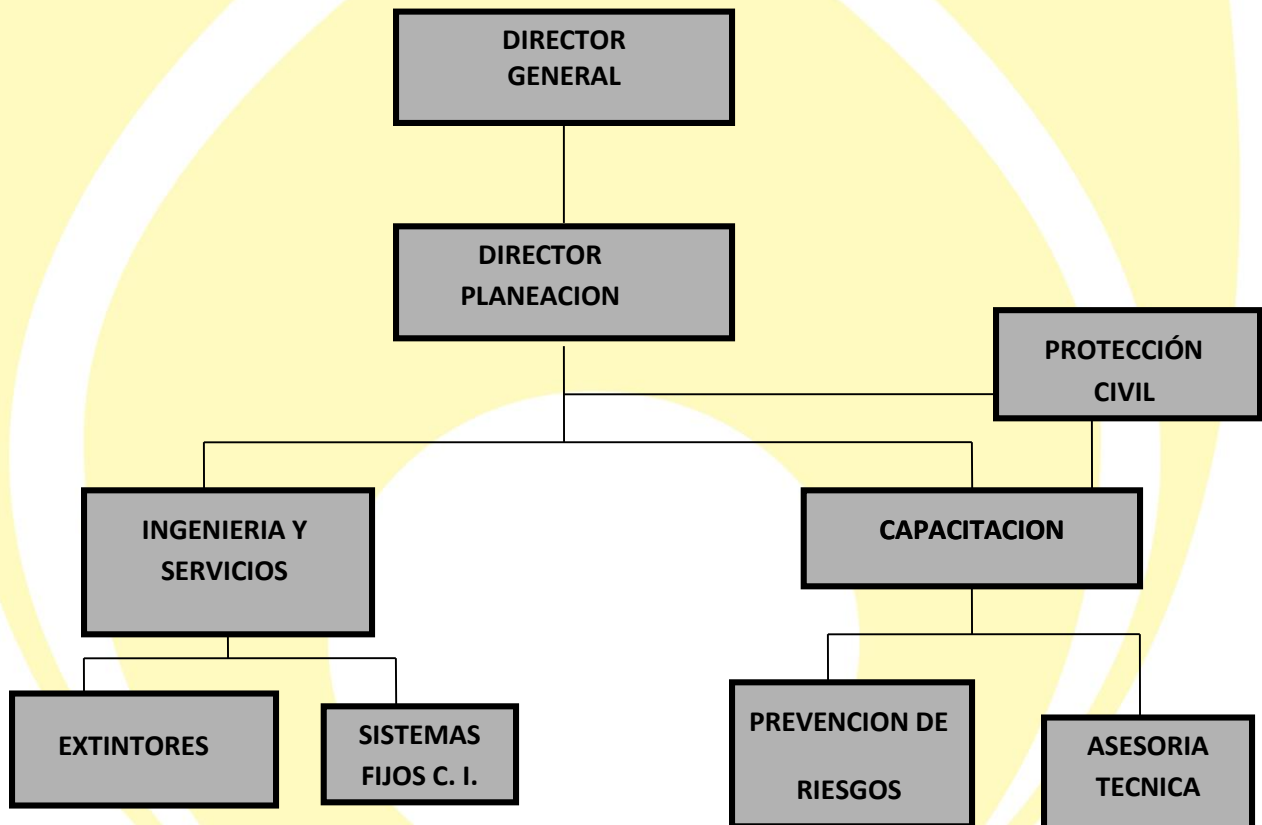 DIRECTOR
GENERAL
DIRECTOR
PLANEACION
PROTECCIÓN
CIVIL
INGENIERIA Y
SERVICIOS
CAPACITACION
EXTINTORES
SISTEMAS
FIJOS C. I.
PREVENCION DE
RIESGOS
ASESORIA
TECNICA